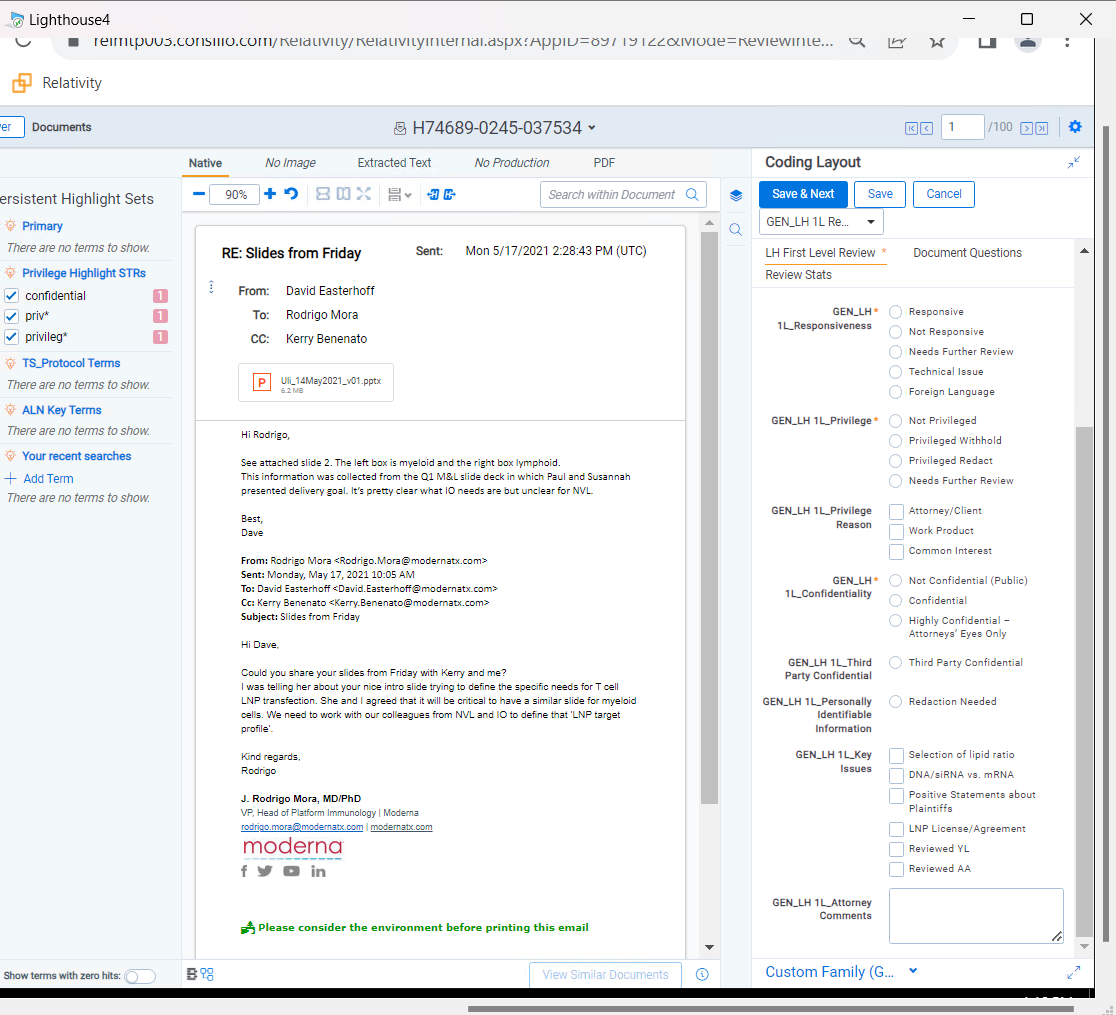 Lighthouse4
reimtp003.consilio.com/Relativity/RelativityInternal.aspx?AppID=89719122&Mode=ReviewInte...
Relativity
er
Documents
H74689-0245-037534
1
/100
Native
No Image
Extracted Text
No Production
PDF
90%
Search within Document
ersistent Highlight Sets
Primary
There are no terms to show.
Privilege Highlight STRs
confidential 1
priv* 1
privileg* 1
TS_Protocol Terms
There are no terms to show.
ALN Key Terms
There are no terms to show.
Your recent searches
Add Term
There are no terms to show.
Show terms with zero hits:
RE: Slides from Friday
Sent: Mon 5/17/2021 2:28:43 PM (UTC)
From: David Easterhoff
To: Rodrigo Mora
CC: Kerry Benenato
P
Uli_14May2021_v01.pptx
6.2 MB
Hi Rodrigo,
See attached slide 2. The left box is myeloid and the right box lymphoid.
This information was collected from the Q1 M&L slide deck in which Paul and Susannah
presented delivery goal. It's pretty clear what IO needs are but unclear for NVL.
Best,
Dave
From: Rodrigo Mora <Rodrigo.Mora@modernatx.com>
Sent: Monday, May 17, 2021 10:05 AM
To: David Easterhoff <David.Easterhoff@modernatx.com>
Cc: Kerry Benenato <Kerry.Benenato@modernatx.com>
Subject: Slides from Friday
Hi Dave,
Could you share your slides from Friday with Kerry and me?
I was telling her about your nice intro slide trying to define the specific needs for T cell
LNP transfection. She and I agreed that it will be critical to have a similar slide for myeloid
cells. We need to work with our colleagues from NVL and IO to define that 'LNP target
profile'.
Kind regards,
Rodrigo
J. Rodrigo Mora, MD/PhD
VP, Head of Platform Immunology | Moderna
rodrigo.mora@modernatx.com | modernatx.com
moderna
Please consider the environment before printing this email
View Similar Documents
Coding Layout
Save & Next
Save
Cancel
GEN_LH 1L Re...
LH First Level Review *
Document Questions
Review Stats
GEN_LH *
1L_Responsiveness
Responsive
Not Responsive
Needs Further Review
Technical Issue
Foreign Language
GEN_LH 1L_Privilege *
Not Privileged
Privileged Withhold
Privileged Redact
Needs Further Review
GEN_LH 1L_Privilege
Reason
Attorney/Client
Work Product
Common Interest
GEN_LH *
1L_Confidentiality
Not Confidential (Public)
Confidential
Highly Confidential –
Attorneys' Eyes Only
GEN_LH 1L_Third
Party Confidential
Third Party Confidential
GEN_LH 1L_Personally
Identifiable
Information
Redaction Needed
GEN_LH 1L_Key
Issues
Selection of lipid ratio
DNA/siRNA vs. mRNA
Positive Statements about
Plaintiffs
LNP License/Agreement
Reviewed YL
Reviewed AA
GEN_LH 1L_Attorney
Comments
Custom Family (G...